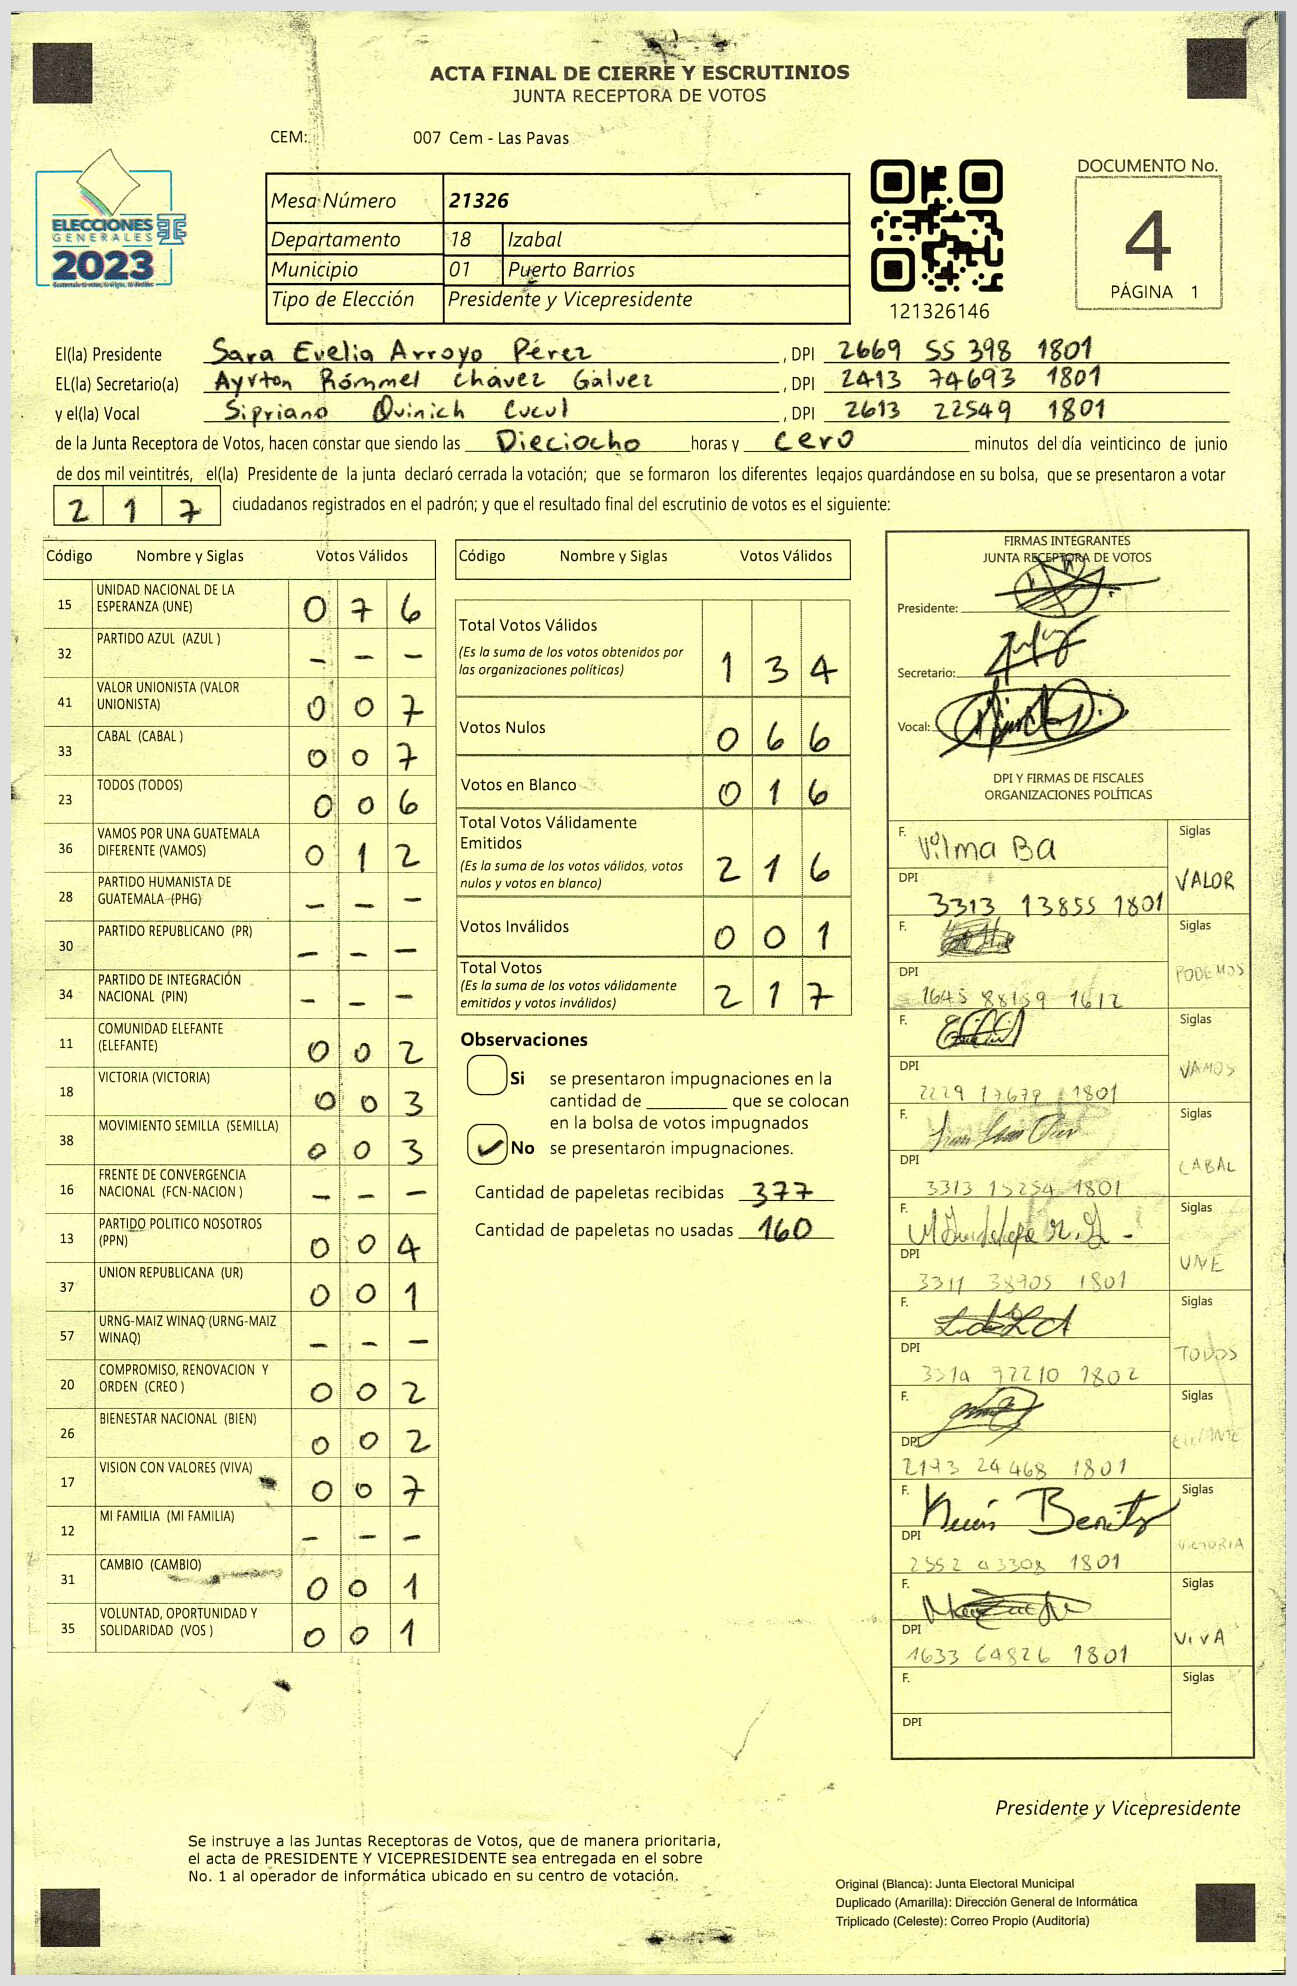 ACTA FINAL DE CIERRE Y ESCRUTINIOS
JUNTA RECEPTORA DE VOTOS
CEM: 007 Cem - Las Pavas
ELECCIONES
GENERALES
2023
Mesa Número 21326
Departamento 18 Izabal
Municipio 01 Puerto Barrios
Tipo de Elección Presidente y Vicepresidente
121326146
DOCUMENTO No.
4
PÁGINA 1
El(la) Presidente Sara Evelia Arroyo Pérez , DPI 2669 55 398 1801
EL(la) Secretario(a) Ayrton Rómmel Chávez Gálvez , DPI 2413 74693 1801
y el(la) Vocal Sipriano Quinich Cucul , DPI 2613 22549 1801
de la Junta Receptora de Votos, hacen constar que siendo las Dieciocho horas y cero minutos del día veinticinco de junio
de dos mil veintitrés, el(la) Presidente de la junta declaró cerrada la votación; que se formaron los diferentes legajos guardándose en su bolsa, que se presentaron a votar
2 1 7 ciudadanos registrados en el padrón; y que el resultado final del escrutinio de votos es el siguiente:
Código Nombre y Siglas Votos Válidos
15 UNIDAD NACIONAL DE LA
ESPERANZA (UNE) 0 7 6
32 PARTIDO AZUL (AZUL ) - - -
41 VALOR UNIONISTA (VALOR
UNIONISTA) 0 0 7
33 CABAL (CABAL ) 0 0 7
23 TODOS (TODOS) 0 0 6
36 VAMOS POR UNA GUATEMALA
DIFERENTE (VAMOS) 0 1 2
28 PARTIDO HUMANISTA DE
GUATEMALA (PHG) - - -
30 PARTIDO REPUBLICANO (PR) - - -
34 PARTIDO DE INTEGRACIÓN
NACIONAL (PIN) - - -
11 COMUNIDAD ELEFANTE
(ELEFANTE) 0 0 2
18 VICTORIA (VICTORIA) 0 0 3
38 MOVIMIENTO SEMILLA (SEMILLA) 0 0 3
16 FRENTE DE CONVERGENCIA
NACIONAL (FCN-NACION ) - - -
13 PARTIDO POLITICO NOSOTROS
(PPN) 0 0 4
37 UNION REPUBLICANA (UR) 0 0 1
57 URNG-MAIZ WINAQ (URNG-MAIZ
WINAQ) - - -
20 COMPROMISO, RENOVACION Y
ORDEN (CREO ) 0 0 2
26 BIENESTAR NACIONAL (BIEN) 0 0 2
17 VISION CON VALORES (VIVA) 0 0 7
12 MI FAMILIA (MI FAMILIA) - - -
31 CAMBIO (CAMBIO) 0 0 1
35 VOLUNTAD, OPORTUNIDAD Y
SOLIDARIDAD (VOS ) 0 0 1
Código Nombre y Siglas Votos Válidos
Total Votos Válidos
(Es la suma de los votos obtenidos por
las organizaciones políticas) 1 3 4
Votos Nulos 0 6 6
Votos en Blanco 0 1 6
Total Votos Válidamente
Emitidos
(Es la suma de los votos válidos, votos
nulos y votos en blanco) 2 1 6
Votos Inválidos 0 0 1
Total Votos
(Es la suma de los votos válidamente
emitidos y votos inválidos) 2 1 7
Observaciones
Si se presentaron impugnaciones en la
cantidad de ________ que se colocan
en la bolsa de votos impugnados
No se presentaron impugnaciones.
Cantidad de papeletas recibidas 377
Cantidad de papeletas no usadas 160
FIRMAS INTEGRANTES
JUNTA RECEPTORA DE VOTOS
Presidente:
Secretario:
Vocal:
DPI Y FIRMAS DE FISCALES
ORGANIZACIONES POLÍTICAS
F. Vilma Ba Siglas
DPI 3313 13855 1801 VALOR
F. Siglas
DPI 1645 88159 1612 PODEMOS
F. Siglas
DPI 2229 17679 1801 VAMOS
F. Siglas
DPI 3313 15254 1801 CABAL
F. Siglas
DPI 3311 38905 1801 UNE
F. Siglas
DPI 1802 TODOS
F. Siglas
DPI 2193 24468 1801 ELEFANTE
F. Kevin Benitez Siglas
DPI 2552 03308 1801 VICTORIA
F. Siglas
DPI 1633 64826 1801 VIVA
F. Siglas
DPI
Presidente y Vicepresidente
Se instruye a las Juntas Receptoras de Votos, que de manera prioritaria,
el acta de PRESIDENTE Y VICEPRESIDENTE sea entregada en el sobre
No. 1 al operador de informática ubicado en su centro de votación.
Original (Blanca): Junta Electoral Municipal
Duplicado (Amarilla): Dirección General de Informática
Triplicado (Celeste): Correo Propio (Auditoría)